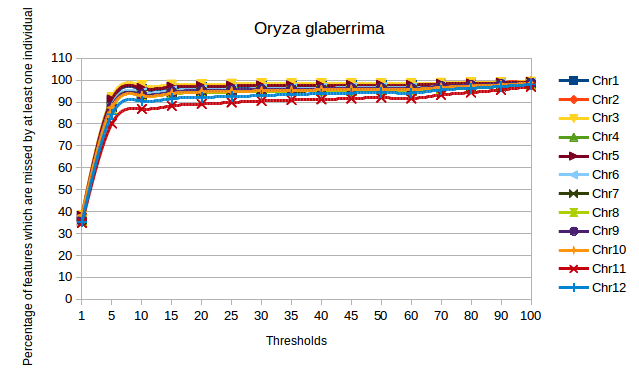 Oryza glaberrima
Percentage of features which are missed by at least one individual
110
100
90
80
70
60
50
40
30
20
10
0
1 5 10 15 20 25 30 35 40 45 50 60 70 80 90 100
Thresholds
Chr1
Chr2
Chr3
Chr4
Chr5
Chr6
Chr7
Chr8
Chr9
Chr10
Chr11
Chr12